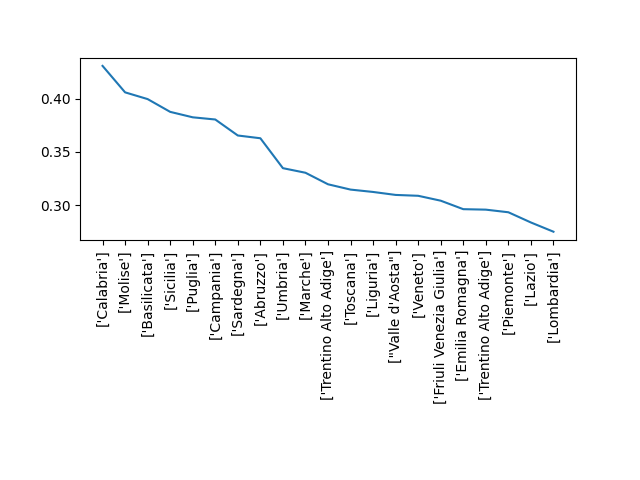 0.40
0.35
0.30
['Calabria']
['Molise']
['Basilicata']
['Sicilia']
['Puglia']
['Campania']
['Sardegna']
['Abruzzo']
['Umbria']
['Marche']
['Trentino Alto Adige']
['Toscana']
['Liguria']
["Valle d'Aosta"]
['Veneto']
['Friuli Venezia Giulia']
['Emilia Romagna']
['Trentino Alto Adige']
['Piemonte']
['Lazio']
['Lombardia']